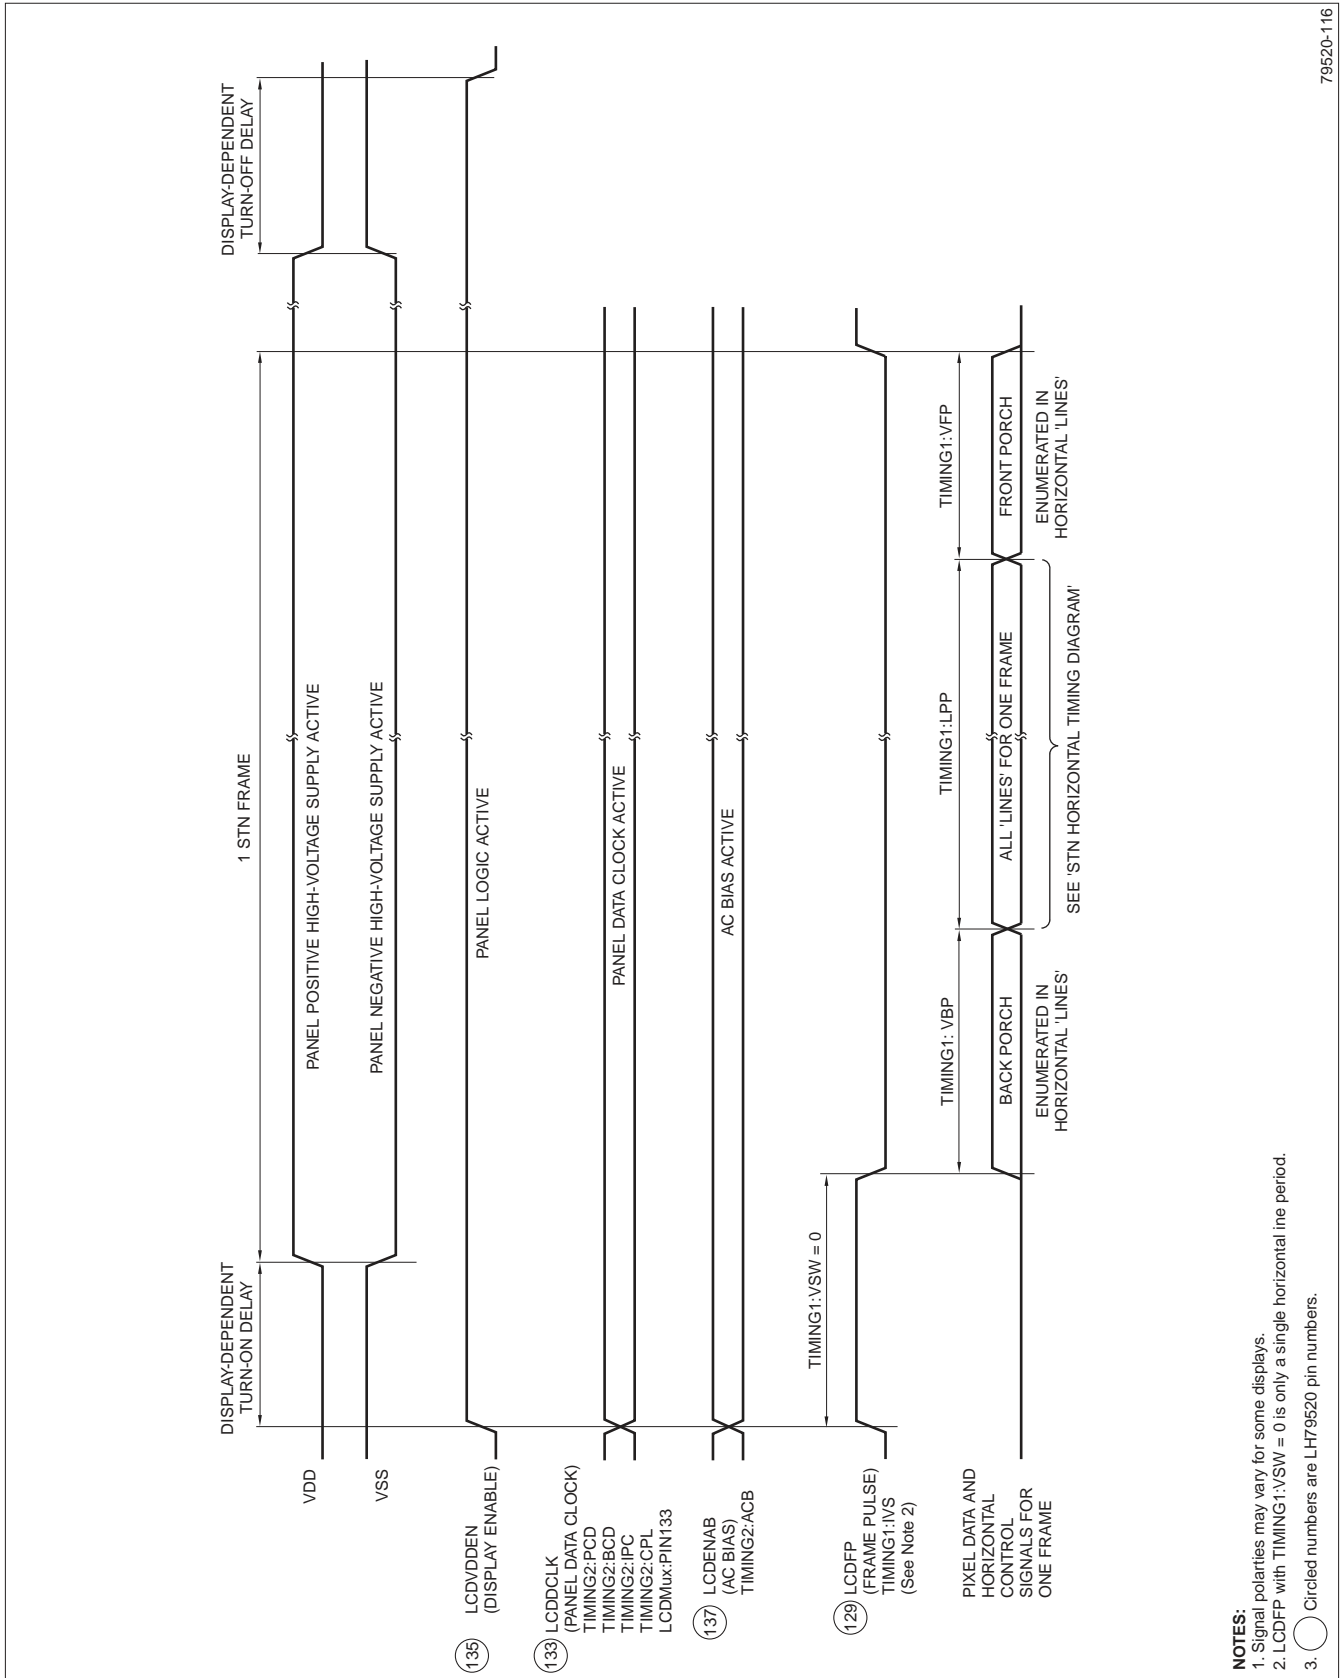 DISPLAY-DEPENDENT
TURN-ON DELAY
1 STN FRAME
DISPLAY-DEPENDENT
TURN-OFF DELAY
VDD
PANEL POSITIVE HIGH-VOLTAGE SUPPLY ACTIVE
VSS
PANEL NEGATIVE HIGH-VOLTAGE SUPPLY ACTIVE
135 LCDVDDEN
(DISPLAY ENABLE)
PANEL LOGIC ACTIVE
133 LCDDCLK
(PANEL DATA CLOCK)
TIMING2:PCD
TIMING2:BCD
TIMING2:IPC
TIMING2:CPL
LCDMux:PIN133
PANEL DATA CLOCK ACTIVE
137 LCDENAB
(AC BIAS)
TIMING2:ACB
AC BIAS ACTIVE
TIMING1:VSW = 0
129 LCDFP
(FRAME PULSE)
TIMING1:IVS
(See Note 2)
TIMING1: VBP
TIMING1:LPP
TIMING1:VFP
PIXEL DATA AND
HORIZONTAL
CONTROL
SIGNALS FOR
ONE FRAME
BACK PORCH
ALL 'LINES' FOR ONE FRAME
FRONT PORCH
ENUMERATED IN
HORIZONTAL 'LINES'
SEE 'STN HORIZONTAL TIMING DIAGRAM'
ENUMERATED IN
HORIZONTAL 'LINES'
NOTES:
1. Signal polarties may vary for some displays.
2. LCDFP with TIMING1:VSW = 0 is only a single horizontal ine period.
3. Circled numbers are LH79520 pin numbers.
79520-116